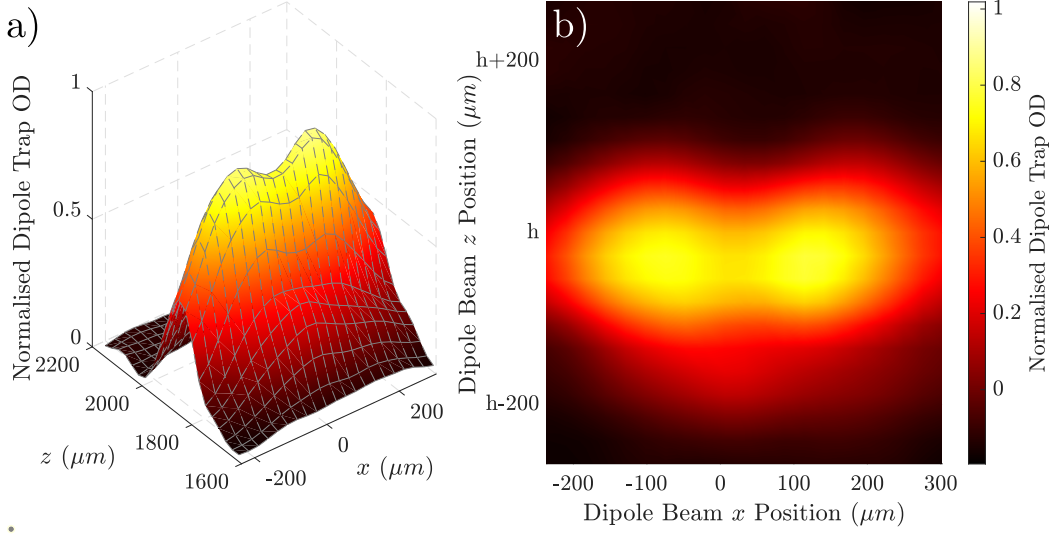 a)
Normalised Dipole Trap OD
1
0.5
0
2200
2000
1800
1600
z (μm)
-200
0
200
x (μm)
b)
Dipole Beam z Position (μm)
h+200
h
h-200
-200
-100
0
100
200
300
Dipole Beam x Position (μm)
1
0.8
0.6
0.4
0.2
0
Normalised Dipole Trap OD